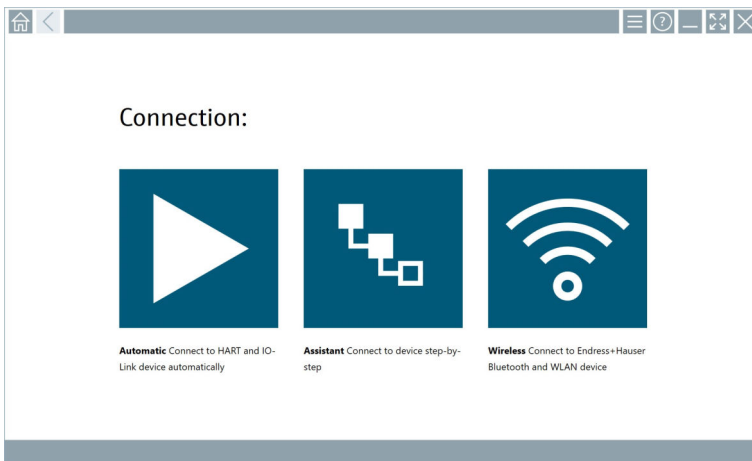 Connection:
Automatic Connect to HART and IO-
Link device automatically
Assistant Connect to device step-by-
step
Wireless Connect to Endress+Hauser
Bluetooth and WLAN device